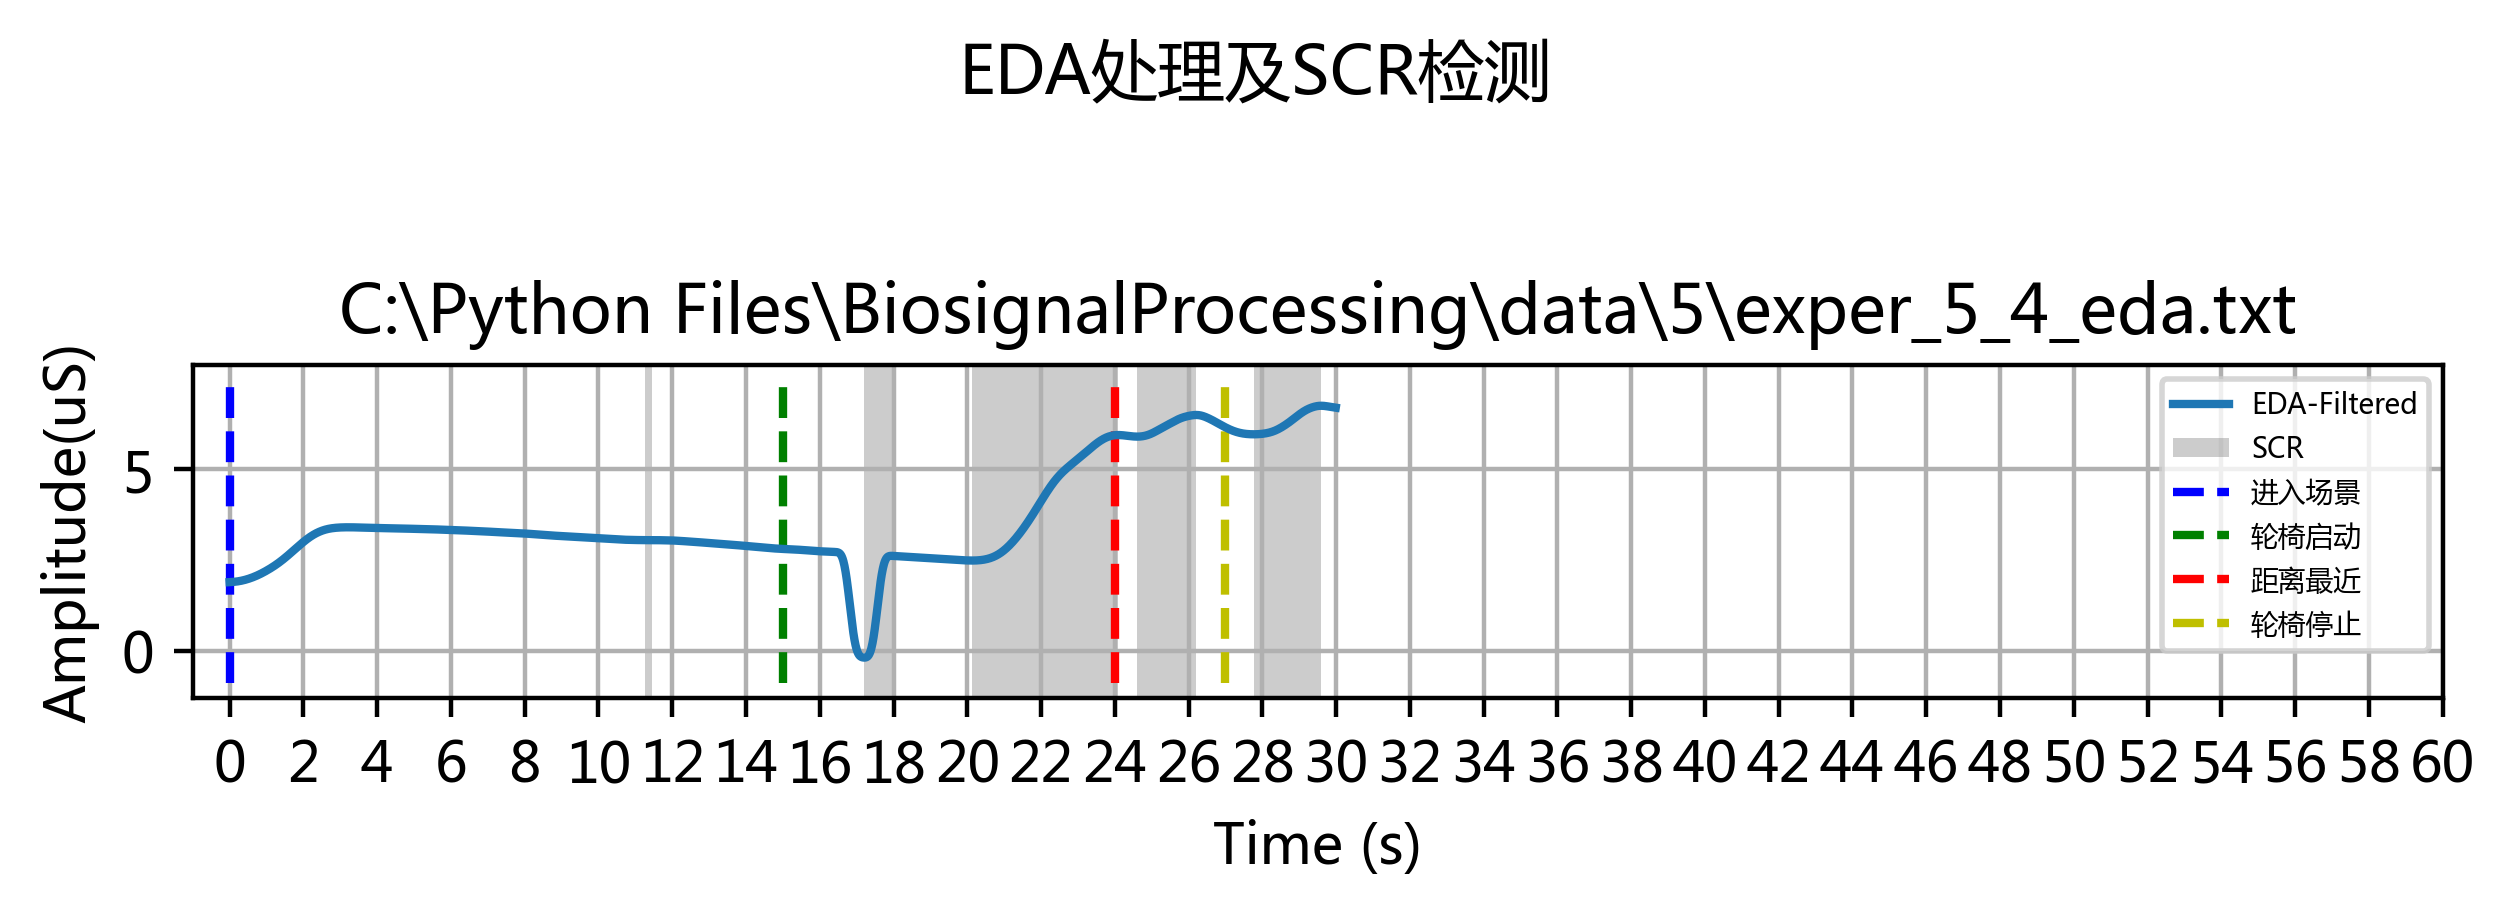 EDA处理及SCR检测
C:\Python Files\BiosignalProcessing\data\5\exper_5_4_eda.txt
Amplitude(uS)
5
0
EDA-Filtered
SCR
进入场景
轮椅启动
距离最近
轮椅停止
0 2 4 6 8 10 12 14 16 18 20 22 24 26 28 30 32 34 36 38 40 42 44 46 48 50 52 54 56 58 60
Time (s)